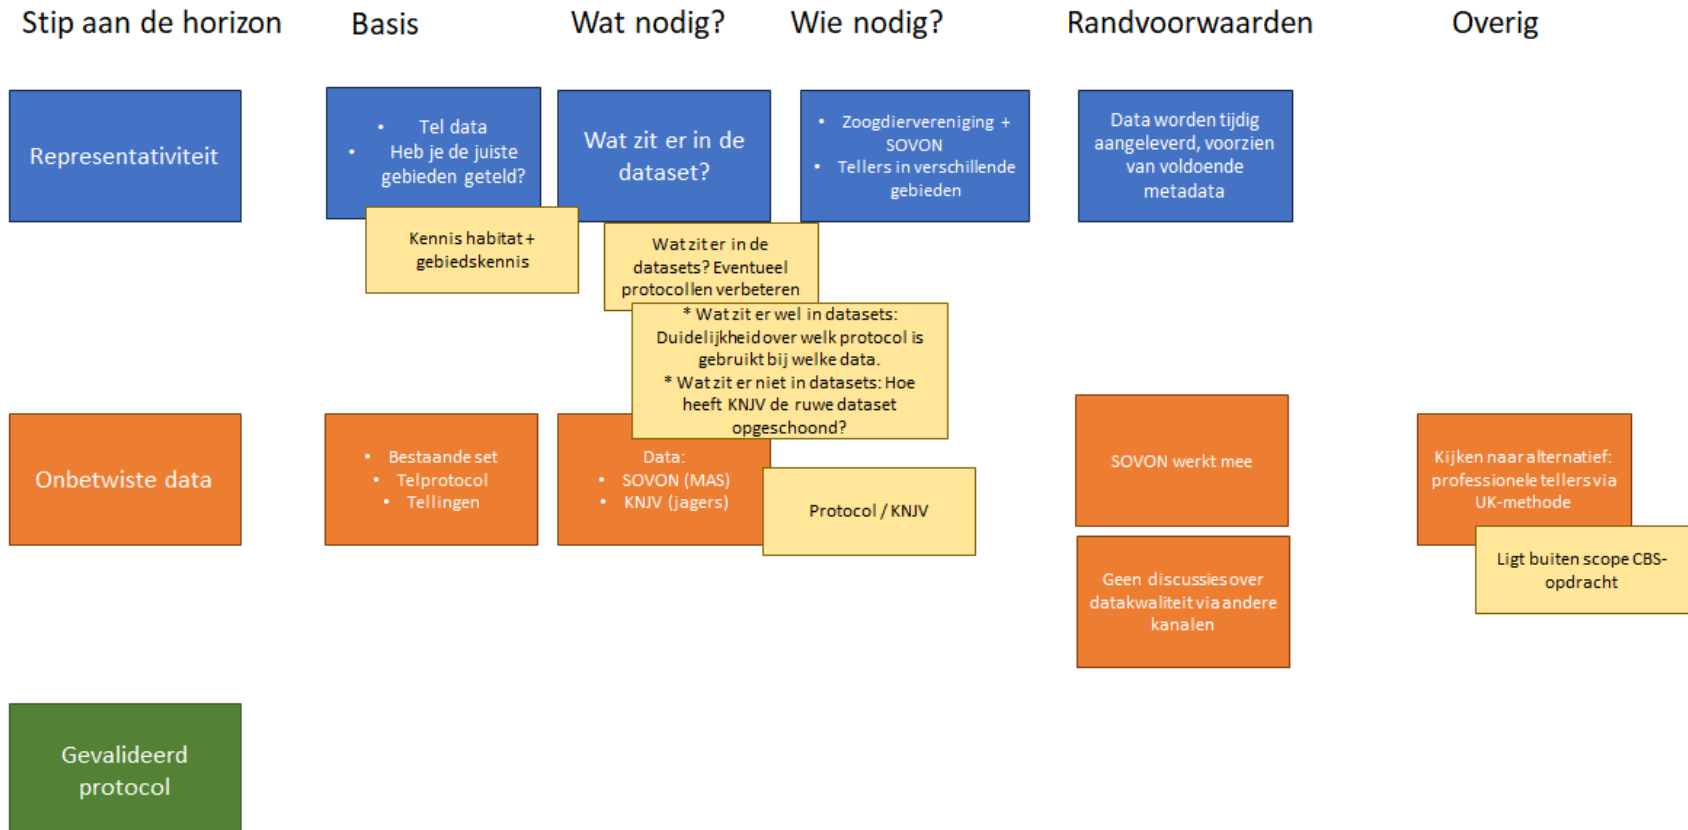 Stip aan de horizon
Basis
Wat nodig?
Wie nodig?
Randvoorwaarden
Overig
Representativiteit
• Tel data
• Heb je de juiste
gebieden geteld?
Kennis habitat +
gebiedskennis
Wat zit er in de
dataset?
Wat zit er in de
datasets? Eventueel
protocollen verbeteren
* Wat zit er wel in datasets:
Duidelijkheid over welk protocol is
gebruikt bij welke data.
* Wat zit er niet in datasets: Hoe
heeft KNJV de ruwe dataset
opgeschoond?
• Zoogdiervereniging +
SOVON
• Tellers in verschillende
gebieden
Data worden tijdig
aangeleverd, voorzien
van voldoende
metadata
Onbetwiste data
• Bestaande set
• Telprotocol
• Tellingen
Data:
• SOVON (MAS)
• KNJV (jagers)
Protocol / KNJV
SOVON werkt mee
Geen discussies over
datakwaliteit via andere
kanalen
Kijken naar alternatief:
professionele tellers via
UK-methode
Ligt buiten scope CBS-
opdracht
Gevalideerd
protocol